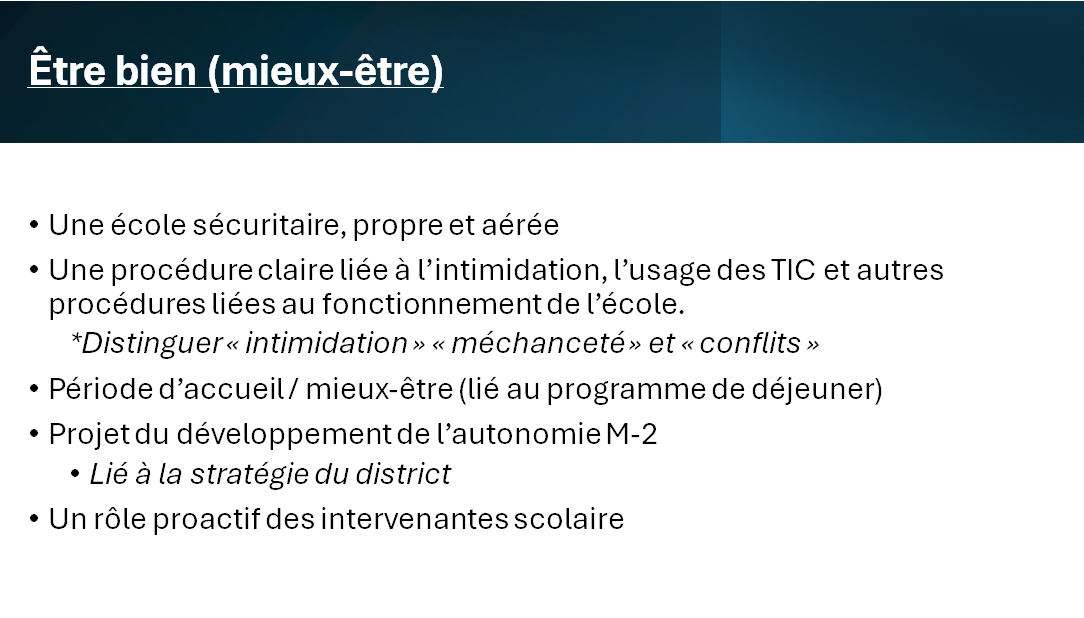 Être bien (mieux-être)
• Une école sécuritaire, propre et aérée
• Une procédure claire liée à l’intimidation, l’usage des TIC et autres
procédures liées au fonctionnement de l’école.
*Distinguer « intimidation » « méchanceté » et « conflits »
• Période d’accueil / mieux-être (lié au programme de déjeuner)
• Projet du développement de l’autonomie M-2
• Lié à la stratégie du district
• Un rôle proactif des intervenantes scolaire